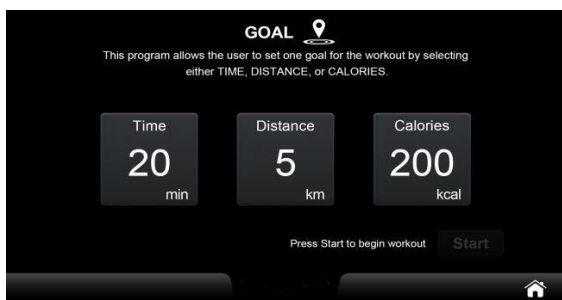 GOAL
This program allows the user to set one goal for the workout by selecting
either TIME, DISTANCE, or CALORIES.
Time
20
min
Distance
5
km
Calories
200
kcal
Press Start to begin workout
Start